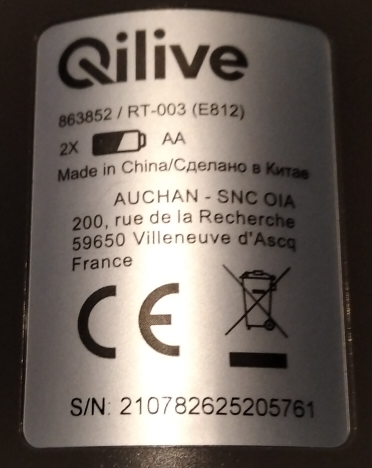 Qilive
863852 / RT-003 (E812)
2X AA
Made in China/Сделано в Китае
AUCHAN - SNC OIA
200, rue de la Recherche
59650 Villeneuve d'Ascq
France
CE
S/N: 210782625205761